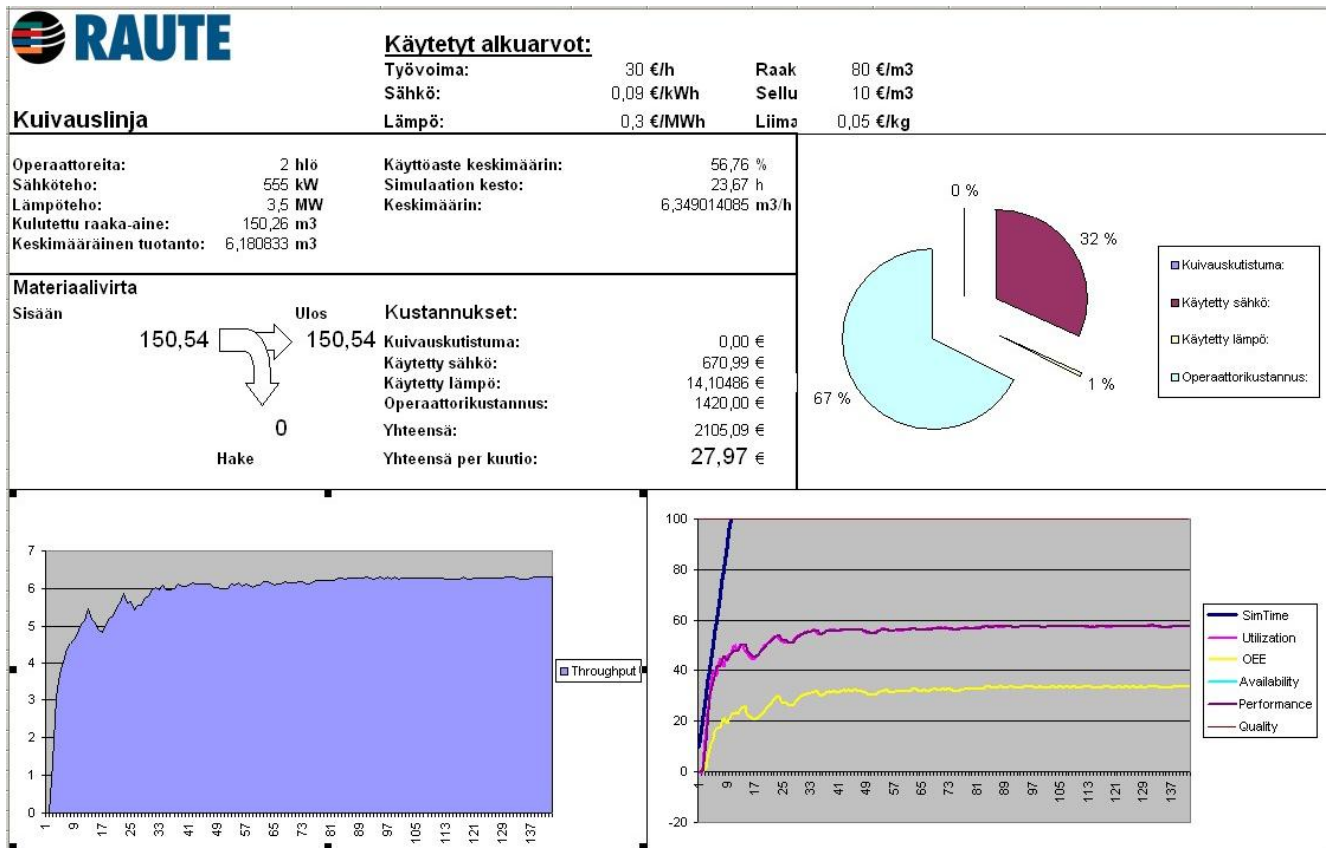 RAUTE
Käytetyt alkuarvot:
Työvoima: 30 €/h Raak 80 €/m3
Sähkö: 0,09 €/kWh Sellu 10 €/m3
Kuivauslinja Lämpö: 0,3 €/MWh Liima 0,05 €/kg
Operaattoreita: 2 hlö Käyttöaste keskimäärin: 56,76 %
Sähköteho: 555 kW Simulaation kesto: 23,67 h
Lämpöteho: 3,5 MW Keskimäärin: 6,349014085 m3/h
Kulutettu raaka-aine: 150,26 m3
Keskimääräinen tuotanto: 6,180833 m3
0 %
32 %
1 %
67 %
Kuivauskutistuma:
Käytetty sähkö:
Käytetty lämpö:
Operaattorikustannus:
Materiaalivirta
Sisään Ulos Kustannukset:
150,54 150,54 Kuivauskutistuma: 0,00 €
Käytetty sähkö: 670,99 €
Käytetty lämpö: 14,10486 €
Operaattorikustannus: 1420,00 €
0 Yhteensä: 2105,09 €
Hake Yhteensä per kuutio: 27,97 €
7
6
5
4
3
2
1
0
1 9 17 25 33 41 49 57 65 73 81 89 97 105 113 121 129 137
Throughput
100
80
60
40
20
0
-20
1 9 17 25 33 41 49 57 65 73 81 89 97 105 113 121 129 137
SimTime
Utilization
OEE
Availability
Performance
Quality